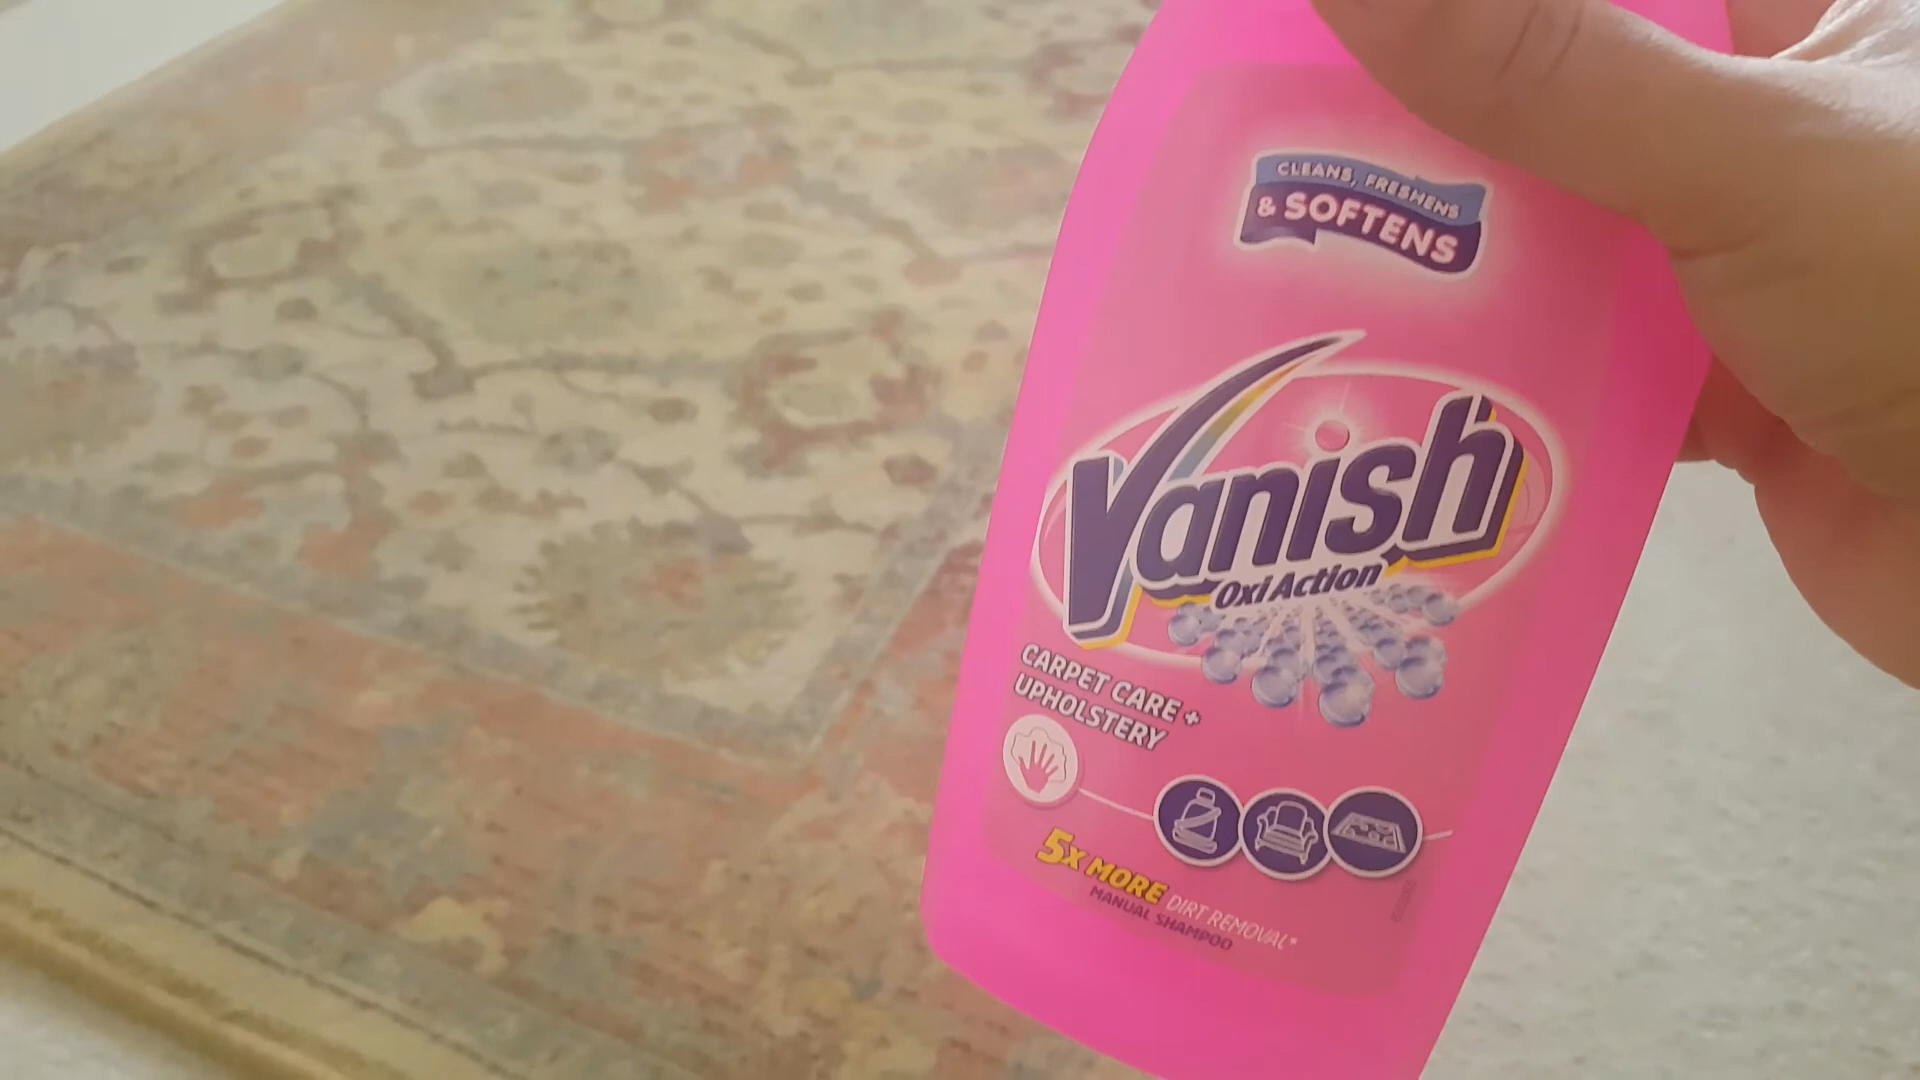 CLEANS, FRESHENS
& SOFTENS
Vanish
Oxi Action
CARPET CARE +
UPHOLSTERY
5x MORE DIRT REMOVAL*
MANUAL SHAMPOO